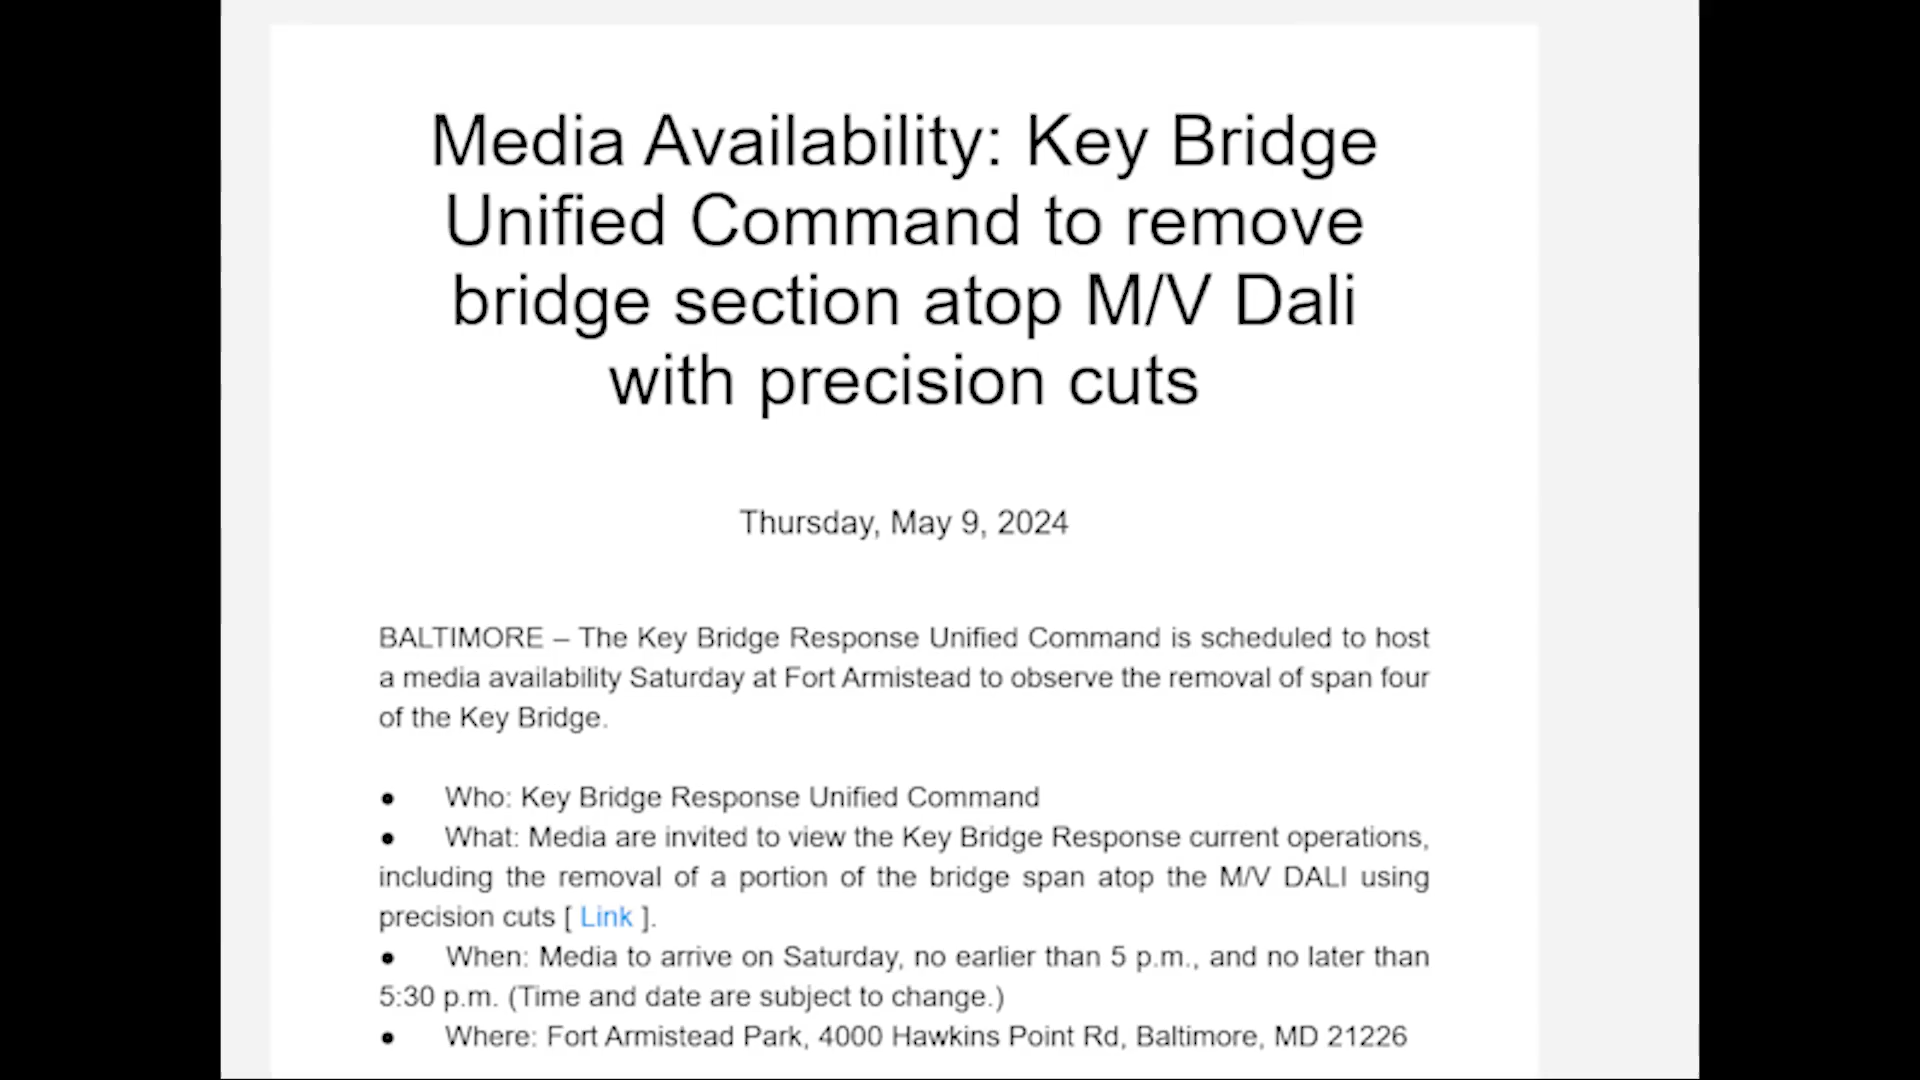 Media Availability: Key Bridge
Unified Command to remove
bridge section atop M/V Dali
with precision cuts
Thursday, May 9, 2024
BALTIMORE – The Key Bridge Response Unified Command is scheduled to host
a media availability Saturday at Fort Armistead to observe the removal of span four
of the Key Bridge.
● Who: Key Bridge Response Unified Command
● What: Media are invited to view the Key Bridge Response current operations,
including the removal of a portion of the bridge span atop the M/V DALI using
precision cuts [ Link ].
● When: Media to arrive on Saturday, no earlier than 5 p.m., and no later than
5:30 p.m. (Time and date are subject to change.)
● Where: Fort Armistead Park, 4000 Hawkins Point Rd, Baltimore, MD 21226